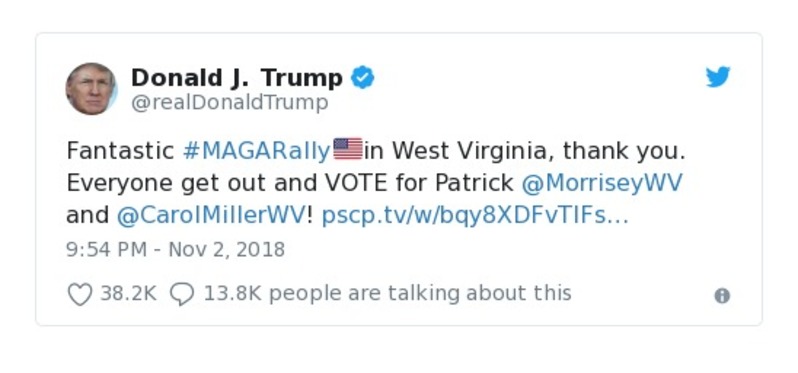 Donald J. Trump
@realDonaldTrump
Fantastic #MAGARally🇺🇸in West Virginia, thank you.
Everyone get out and VOTE for Patrick @MorriseyWV
and @CarolMillerWV! pscp.tv/w/bqy8XDFvTIFs…
9:54 PM - Nov 2, 2018
38.2K 13.8K people are talking about this